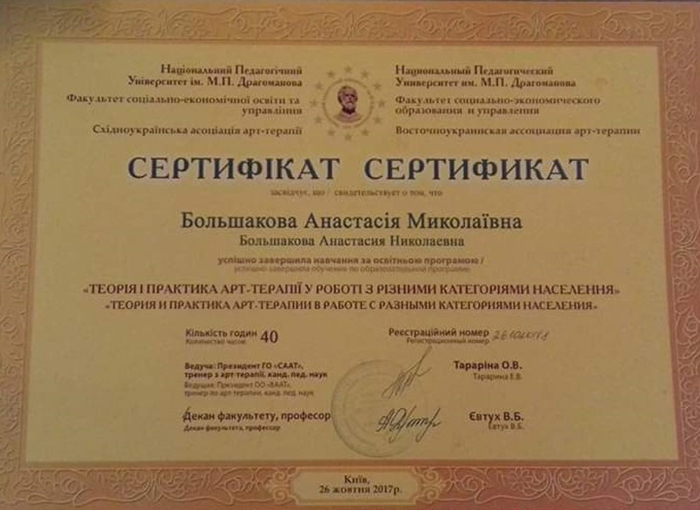 Національний Педагогічний
Університет ім. М.П. Драгоманова
Факультет соціально-економічної освіти та
управління
Східноукраїнська асоціація арт-терапії
Национальный Педагогический
Университет им. М.П. Драгоманова
Факультет социально-экономического
образования и управления
Восточноукраинская ассоциация арт-терапии
СЕРТИФІКАТ СЕРТИФИКАТ
засвідчує, що / свидетельствует о том, что
Большакова Анастасія Миколаївна
Большакова Анастасия Николаевна
успішно завершила навчання за освітньою програмою /
успешно завершила обучение по образовательной программе
«ТЕОРІЯ І ПРАКТИКА АРТ-ТЕРАПІЇ У РОБОТІ З РІЗНИМИ КАТЕГОРІЯМИ НАСЕЛЕННЯ»
«ТЕОРИЯ И ПРАКТИКА АРТ-ТЕРАПИИ В РАБОТЕ С РАЗНЫМИ КАТЕГОРИЯМИ НАСЕЛЕНИЯ»
Кількість годин 40
Количество часов
Реєстраційний номер
Регистрационный номер
Ведуча: Президент ГО «СААТ»,
тренер з арт-терапії, канд. пед. наук
Ведущая: Президент ОО «ВААТ»,
тренер по арт терапии, канд. пед. наук
Тараріна О.В.
Тарарина Е.В.
Декан факультету, професор
Декан факультета, профессор
Євтух В.Б.
Евтух В.Б.
Київ,
26 жовтня 2017р.